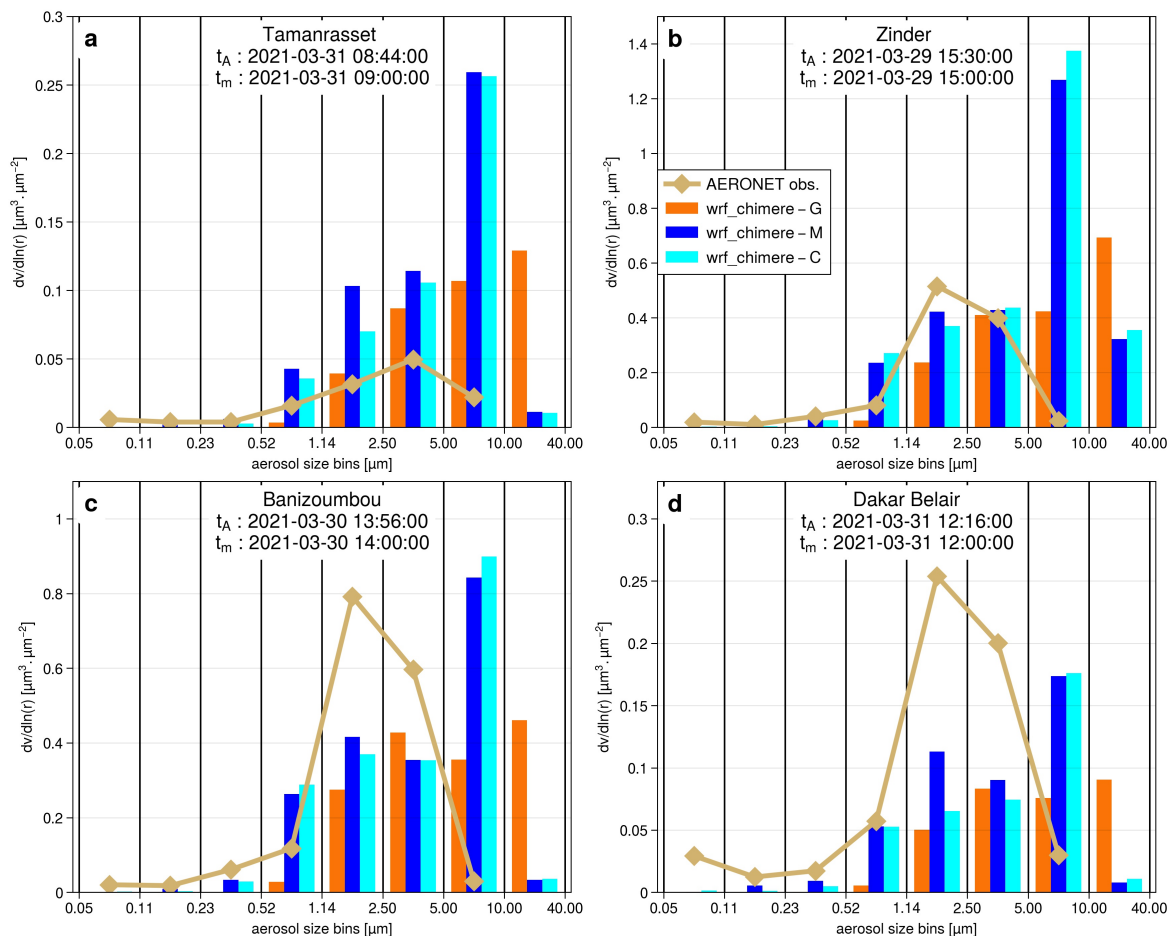 a
Tamanrasset
tA : 2021-03-31 08:44:00
tm : 2021-03-31 09:00:00
dv/dln(r) [µm³.µm⁻²]
0.3
0.25
0.2
0.15
0.1
0.05
0
0.05 0.11 0.23 0.52 1.14 2.50 5.00 10.00 40.00
aerosol size bins [µm]
b
Zinder
tA : 2021-03-29 15:30:00
tm : 2021-03-29 15:00:00
dv/dln(r) [µm³.µm⁻²]
1.4
1.2
1
0.8
0.6
0.4
0.2
0
AERONET obs.
wrf_chimere – G
wrf_chimere – M
wrf_chimere – C
0.05 0.11 0.23 0.52 1.14 2.50 5.00 10.00 40.00
aerosol size bins [µm]
c
Banizoumbou
tA : 2021-03-30 13:56:00
tm : 2021-03-30 14:00:00
dv/dln(r) [µm³.µm⁻²]
1
0.8
0.6
0.4
0.2
0
0.05 0.11 0.23 0.52 1.14 2.50 5.00 10.00 40.00
aerosol size bins [µm]
d
Dakar Belair
tA : 2021-03-31 12:16:00
tm : 2021-03-31 12:00:00
dv/dln(r) [µm³.µm⁻²]
0.3
0.25
0.2
0.15
0.1
0.05
0
0.05 0.11 0.23 0.52 1.14 2.50 5.00 10.00 40.00
aerosol size bins [µm]